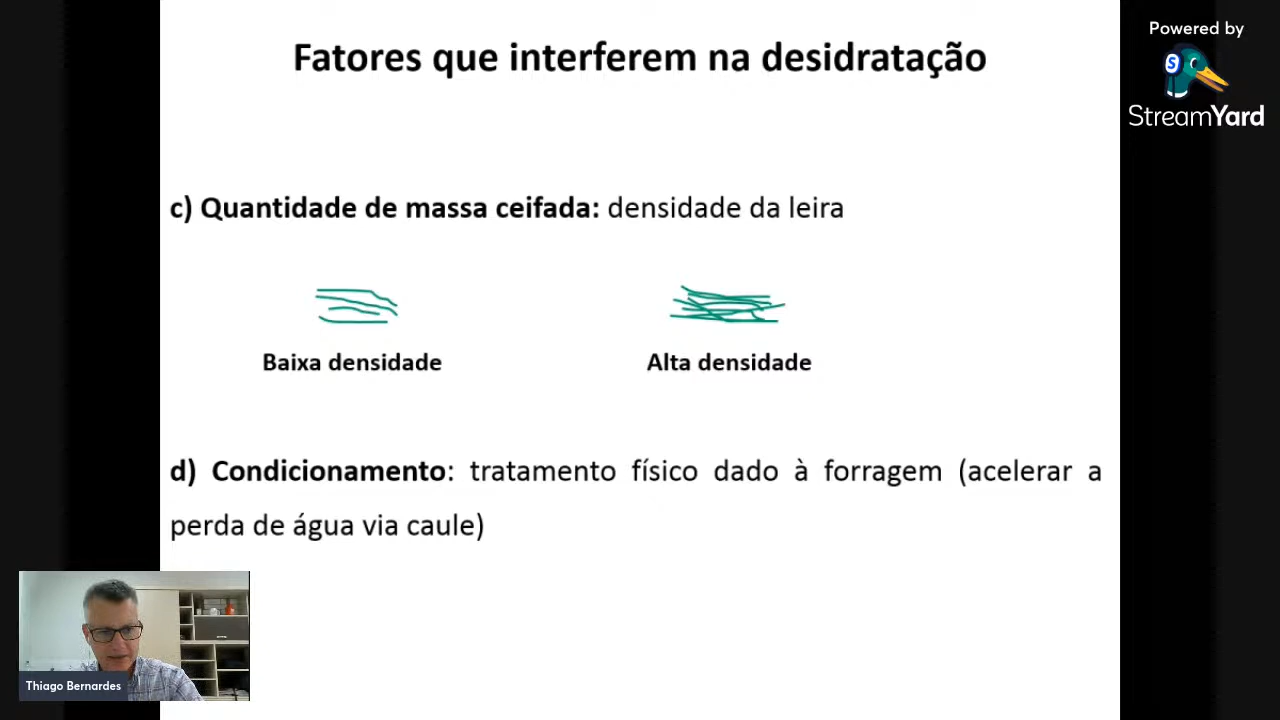 Fatores que interferem na desidratação
Powered by
StreamYard
c) Quantidade de massa ceifada: densidade da leira
Baixa densidade
Alta densidade
d) Condicionamento: tratamento físico dado à forragem (acelerar a
perda de água via caule)
Thiago Bernardes